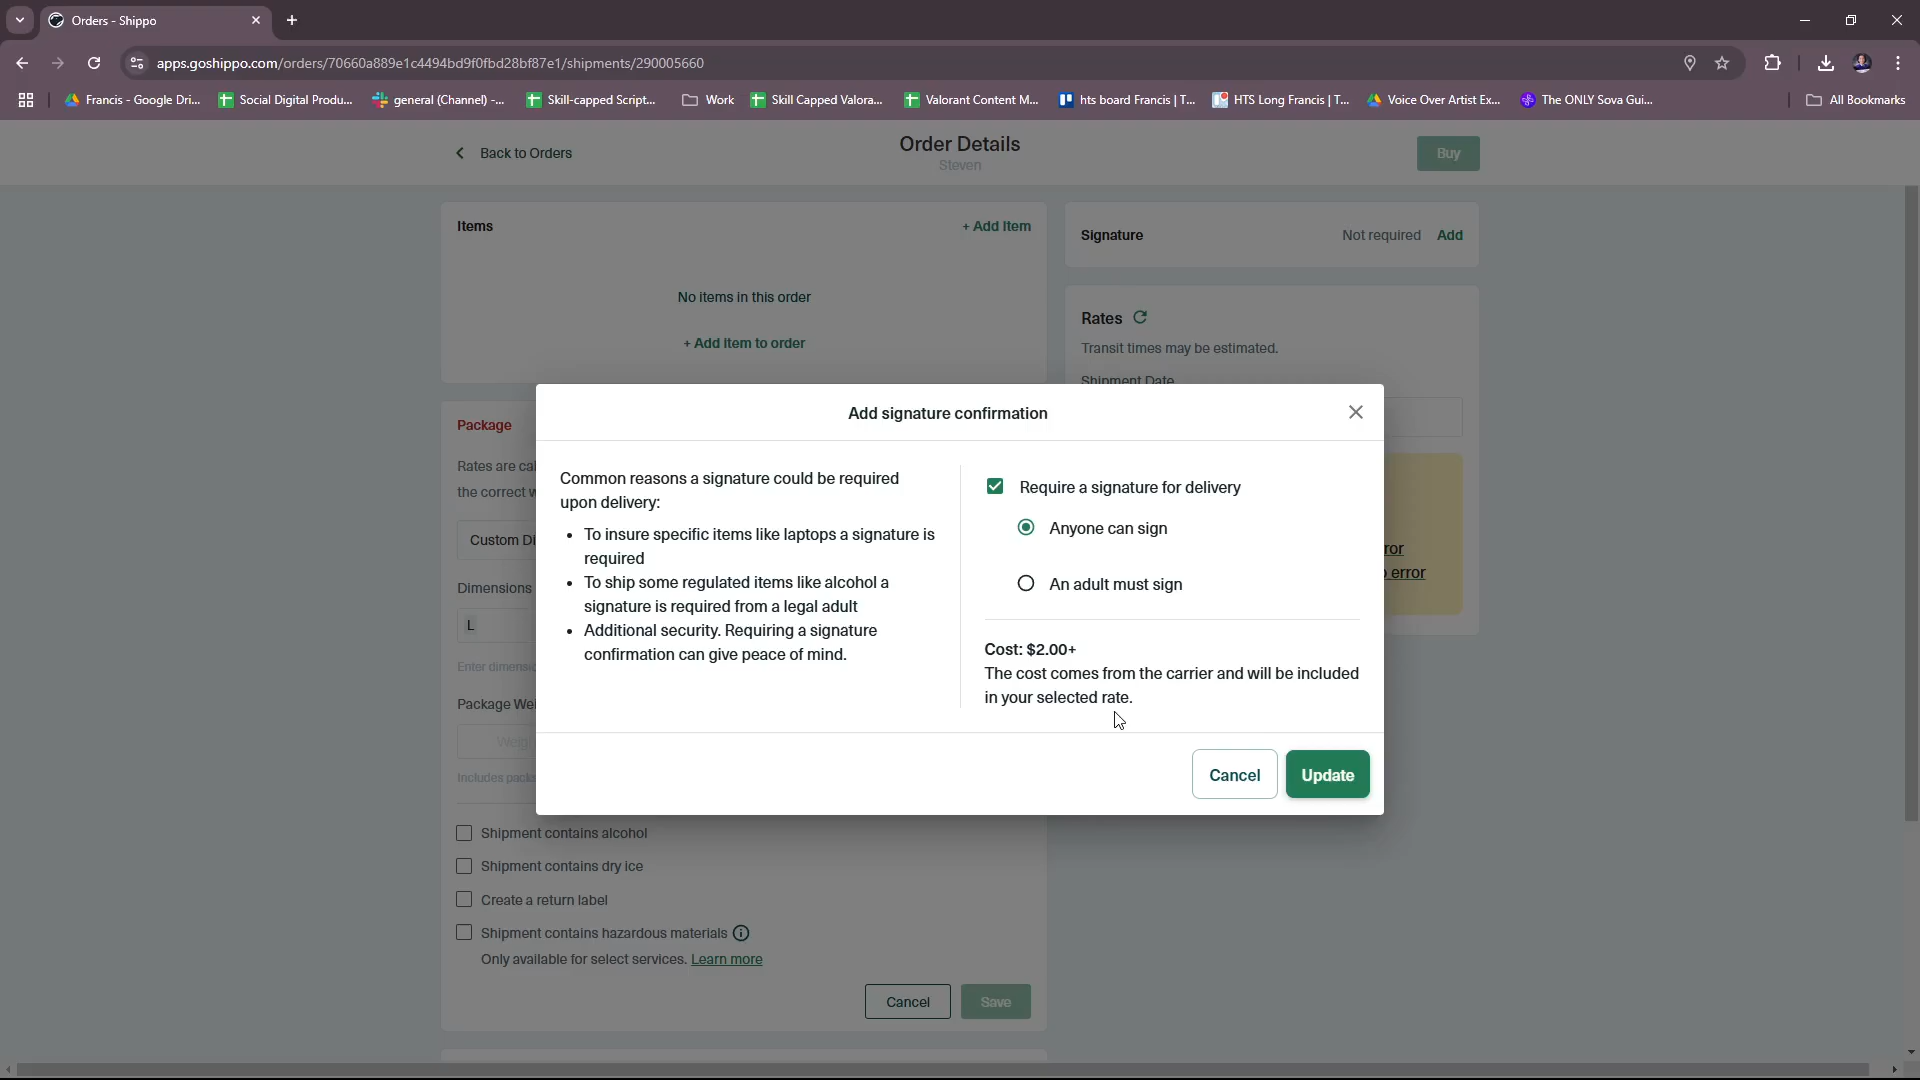 Orders - Shippo
apps.goshippo.com/orders/70660a889e1c4494bd9f0fbd28bf87e1/shipments/290005660
Francis - Google Dri...
Social Digital Produ...
general (Channel) -...
Skill-capped Script...
Work
Skill Capped Valora...
Valorant Content M...
hts board Francis | T...
HTS Long Francis | T...
Voice Over Artist Ex...
The ONLY Sova Gui...
All Bookmarks
Back to Orders
Order Details
Steven
Buy
Items
+ Add Item
No items in this order
+ Add item to order
Signature
Not required
Add
Rates
Transit times may be estimated.
Shipment Date
Package
Rates are cal
the correct w
Custom Di
Dimensions
L
Enter dimensio
Package Wei
Weigh
Includes packa
ror
error
Add signature confirmation
Common reasons a signature could be required
upon delivery:
• To insure specific items like laptops a signature is
required
• To ship some regulated items like alcohol a
signature is required from a legal adult
• Additional security. Requiring a signature
confirmation can give peace of mind.
Require a signature for delivery
Anyone can sign
An adult must sign
Cost: $2.00+
The cost comes from the carrier and will be included
in your selected rate.
Cancel
Update
Shipment contains alcohol
Shipment contains dry ice
Create a return label
Shipment contains hazardous materials
Only available for select services. Learn more
Cancel
Save